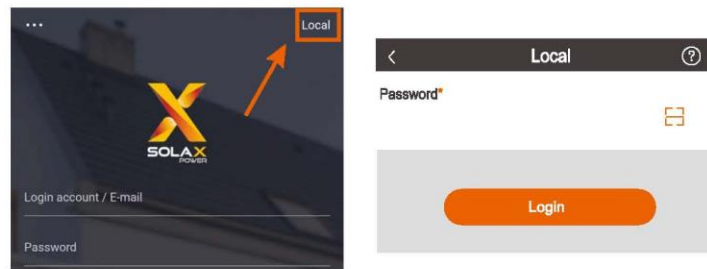 ...
Local
SOLAX
POWER
Login account / E-mail
Password
Local
Password*
Login